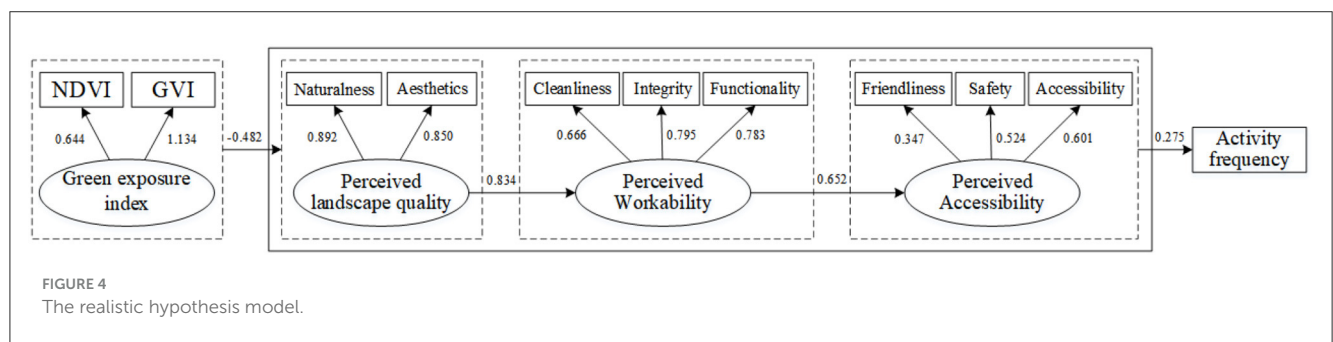 NDVI
GVI
0.644
1.134
Green exposure
index
-0.482
Naturalness
Aesthetics
0.892
0.850
Perceived
landscape quality
0.834
Cleanliness
Integrity
Functionality
0.666
0.795
0.783
Perceived
Workability
0.652
Friendliness
Safety
Accessibility
0.347
0.524
0.601
Perceived
Accessibility
0.275
Activity
frequency
FIGURE 4
The realistic hypothesis model.